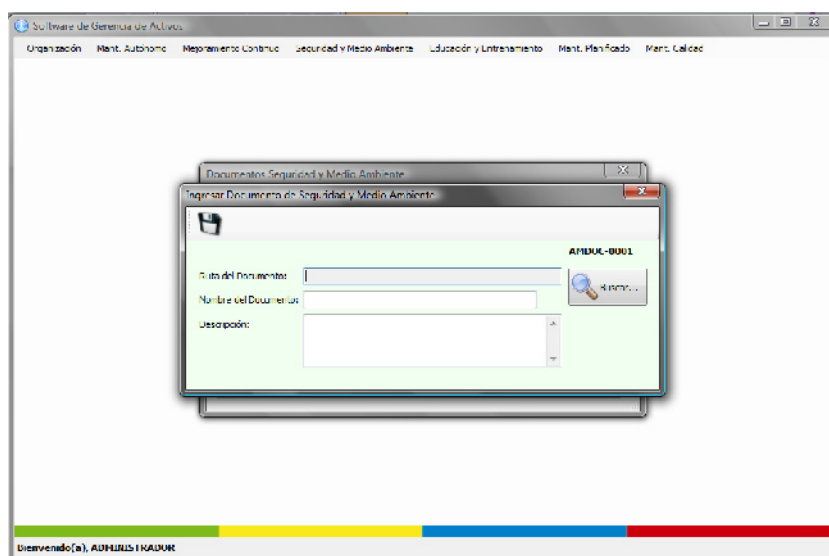 Software de Gerencia de Activos
Organización Mant. Autónomo Mejoramiento Continuo Seguridad y Medio Ambiente Educación y Entrenamiento Mant. Planificado Mant. Calidad
Documentos Seguridad y Medio Ambiente
Ingresar Documento de Seguridad y Medio Ambiente
AMDOC-0001
Ruta del Documento:
Buscar...
Nombre del Documento:
Descripción:
Bienvenido(a), ADMINISTRADOR